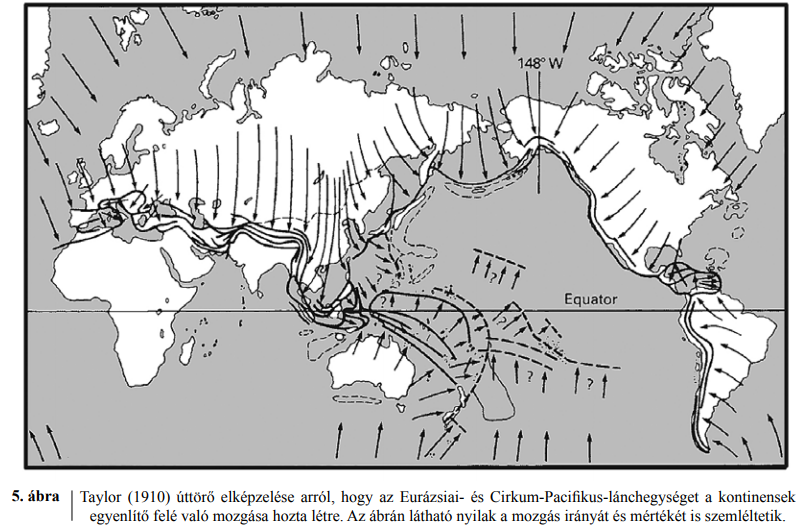 148° W
?
?
?
Equator
?
?
?
?
?
5. ábra
Taylor (1910) úttörő elképzelése arról, hogy az Eurázsiai- és Cirkum-Pacifikus-lánchegységet a kontinensek
egyenlítő felé való mozgása hozta létre. Az ábrán látható nyilak a mozgás irányát és mértékét is szemléltetik.